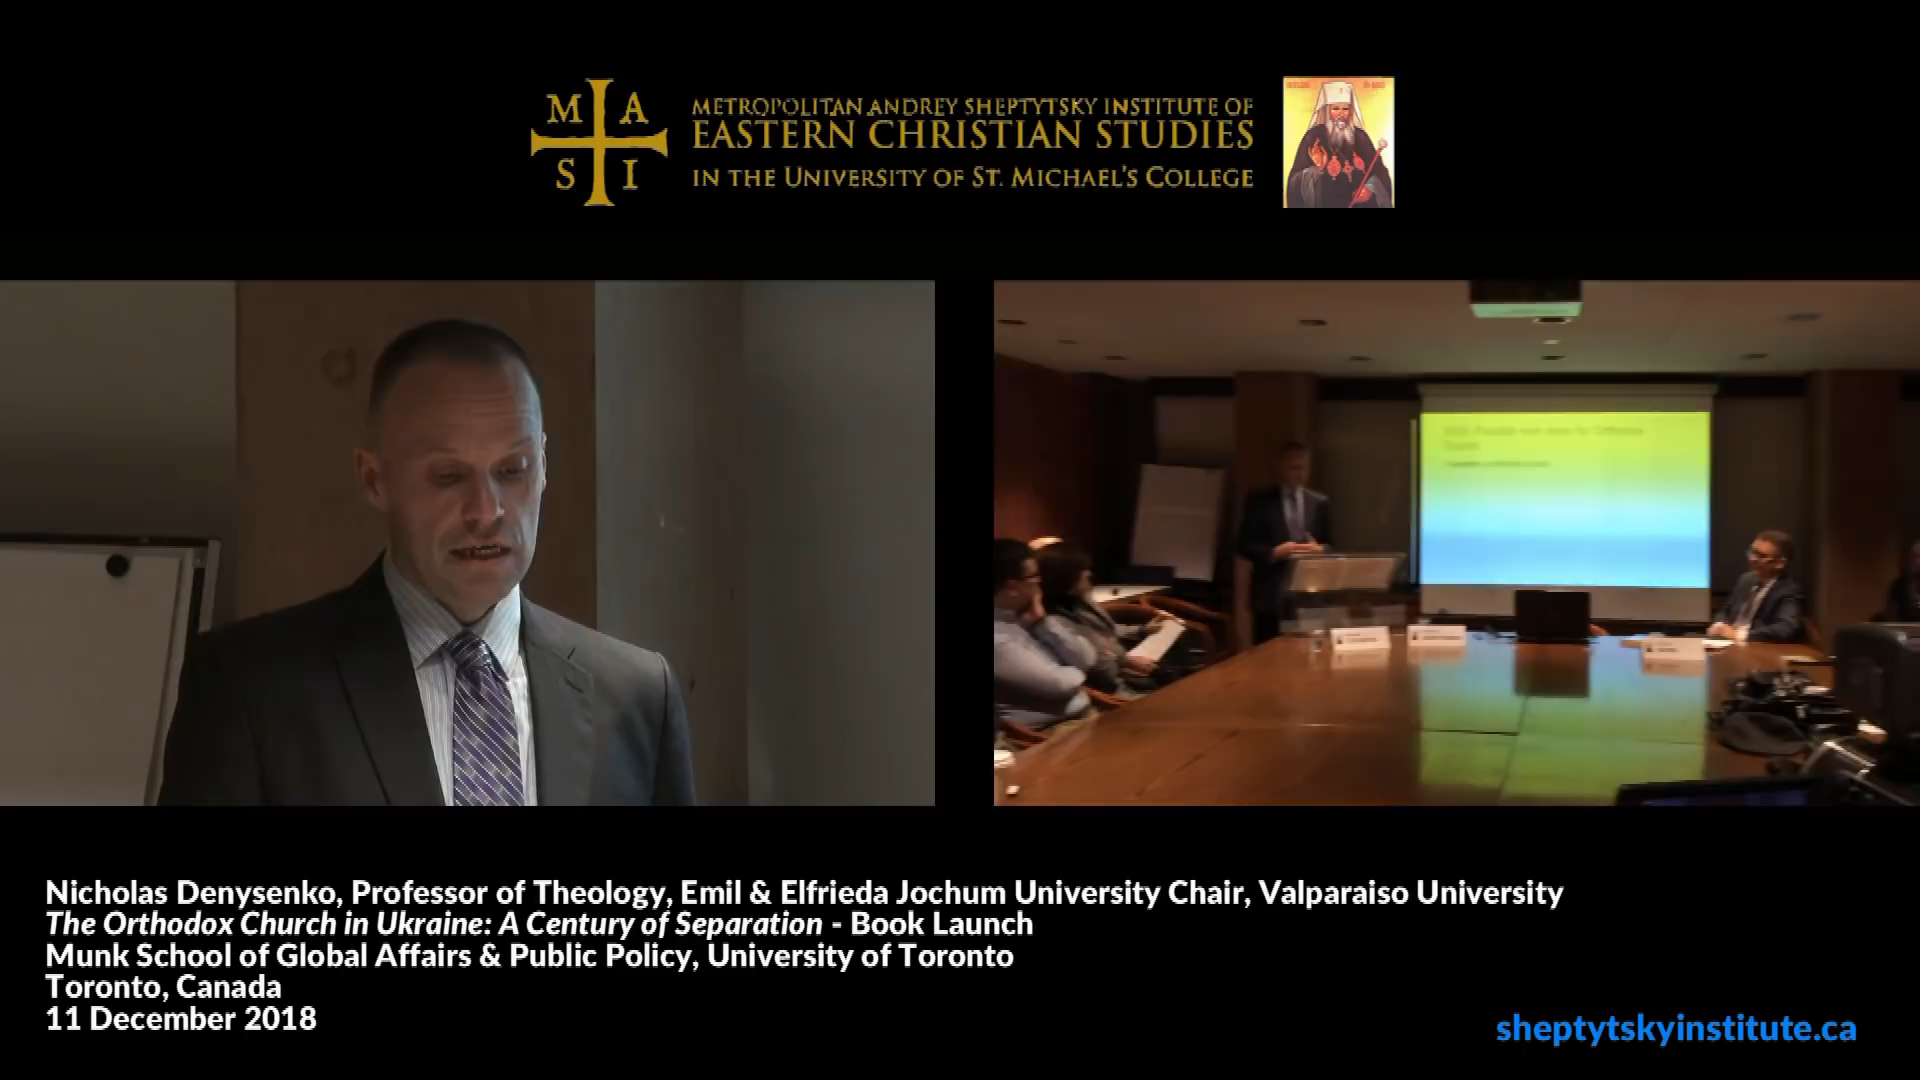 M A
S I
METROPOLITAN ANDREY SHEPTYTSKY INSTITUTE OF
EASTERN CHRISTIAN STUDIES
IN THE UNIVERSITY OF ST. MICHAEL'S COLLEGE
Nicholas Denysenko, Professor of Theology, Emil & Elfrieda Jochum University Chair, Valparaiso University
The Orthodox Church in Ukraine: A Century of Separation - Book Launch
Munk School of Global Affairs & Public Policy, University of Toronto
Toronto, Canada
11 December 2018
sheptytskyinstitute.ca